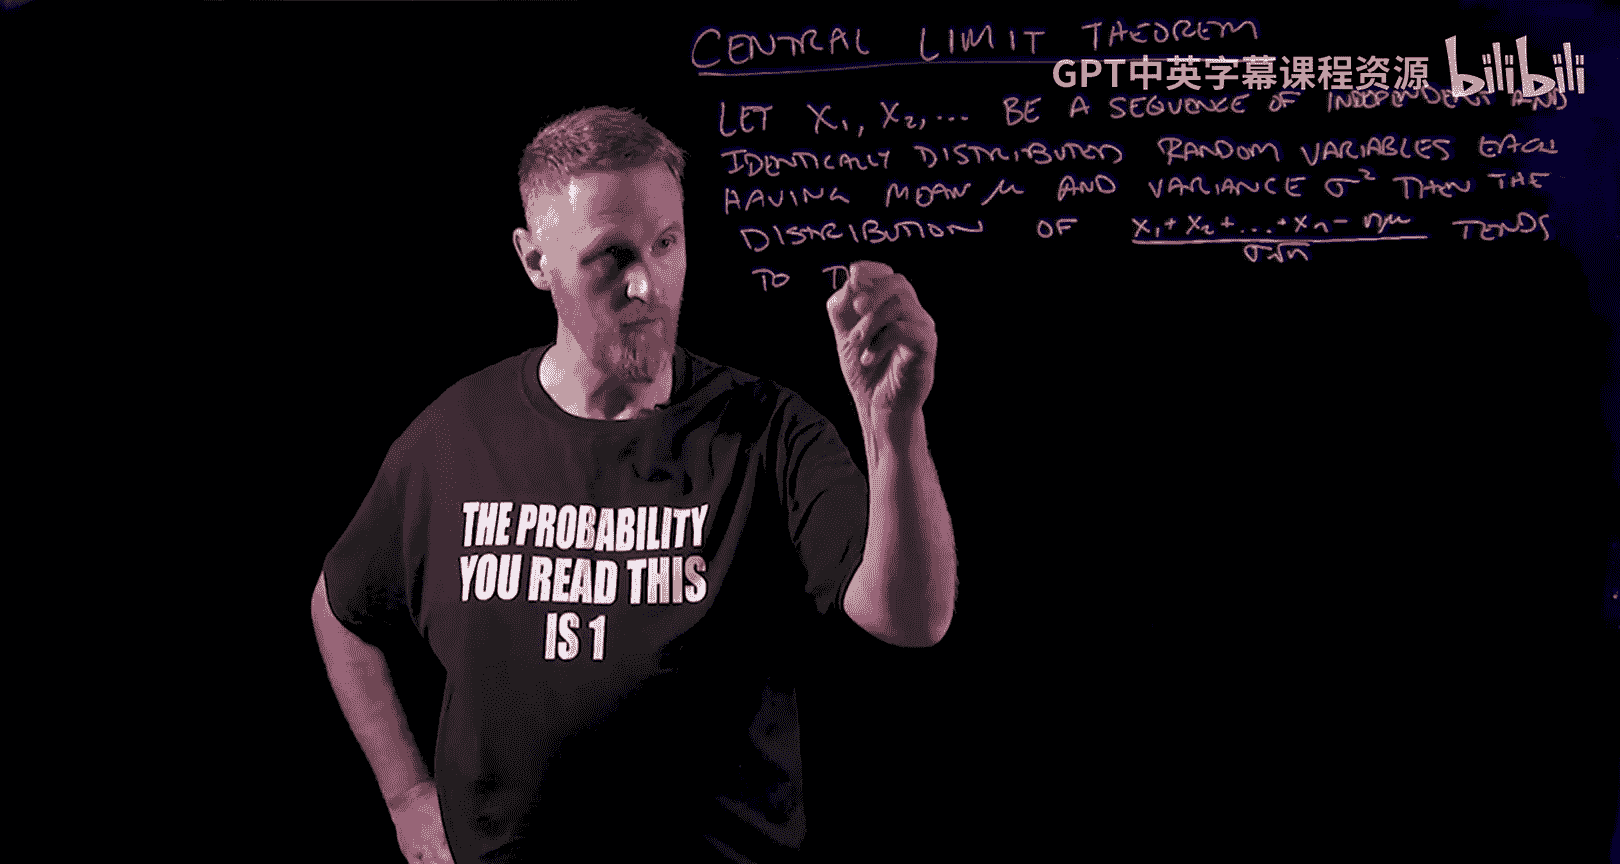 CENTRAL LIMIT THEOREM
GPT中英字幕课程资源 bilibili
LET X₁, X₂, ... BE A SEQUENCE OF INDEPENDENT AND
IDENTICALLY DISTRIBUTED RANDOM VARIABLES EACH
HAVING MEAN μ AND VARIANCE σ² THEN THE
DISTRIBUTION OF (X₁ + X₂ + ... + Xₙ - nμ) / (σ√n) TENDS
TO T
THE PROBABILITY
YOU READ THIS
IS 1